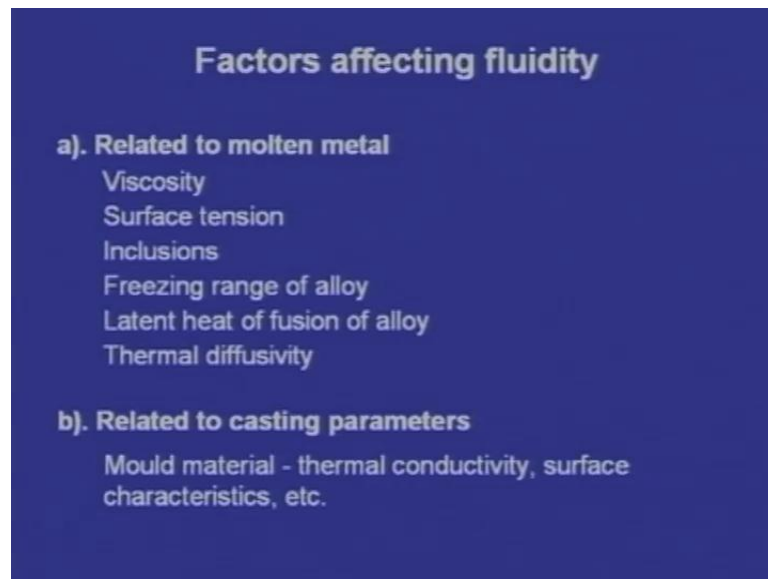 Factors affecting fluidity
a). Related to molten metal
Viscosity
Surface tension
Inclusions
Freezing range of alloy
Latent heat of fusion of alloy
Thermal diffusivity
b). Related to casting parameters
Mould material - thermal conductivity, surface
characteristics, etc.